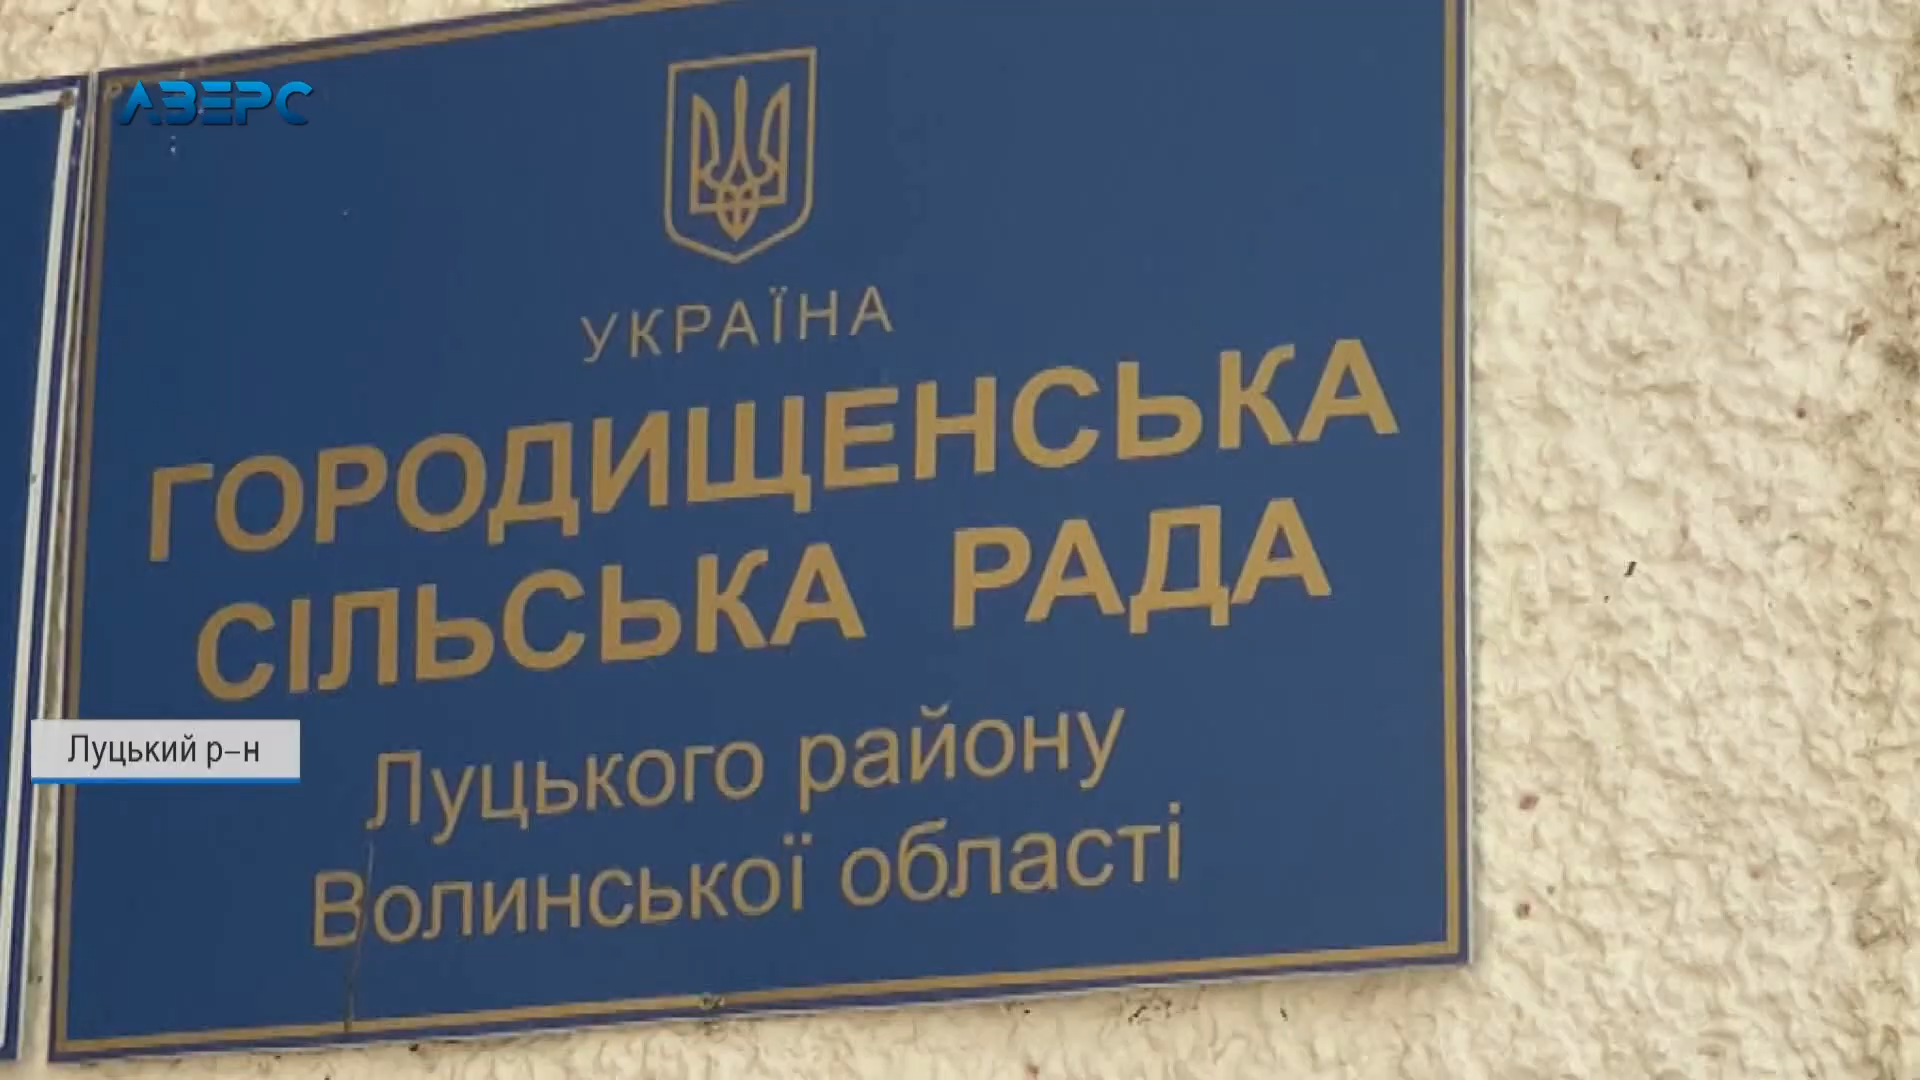 АВЕРС
УКРАЇНА
ГОРОДИЩЕНСЬКА
СІЛЬСЬКА РАДА
Луцького району
Волинської області
Луцький р–н